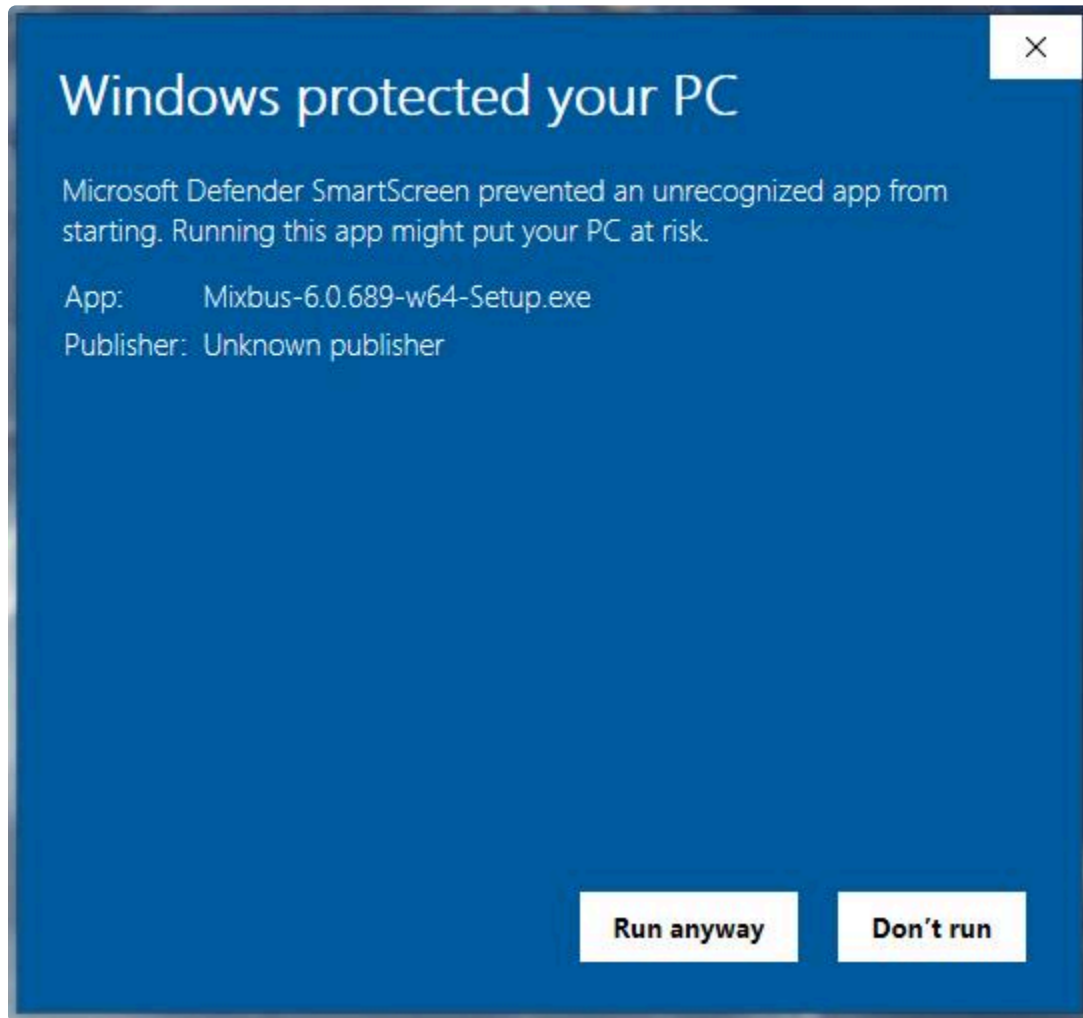 Windows protected your PC
Microsoft Defender SmartScreen prevented an unrecognized app from
starting. Running this app might put your PC at risk.
App: Mixbus-6.0.689-w64-Setup.exe
Publisher: Unknown publisher
Run anyway Don’t run